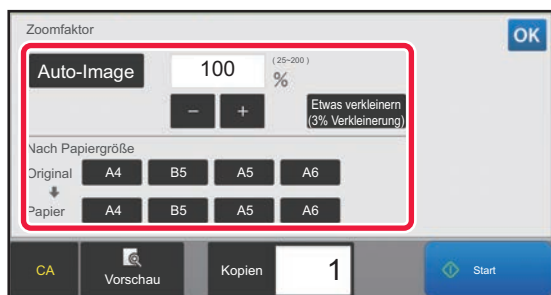 Zoomfaktor
OK
Auto-Image
100
(25~200)
%
−
+
Etwas verkleinern
(3% Verkleinerung)
Nach Papiergröße
Original
A4
B5
A5
A6
Papier
A4
B5
A5
A6
CA
Vorschau
Kopien
1
Start